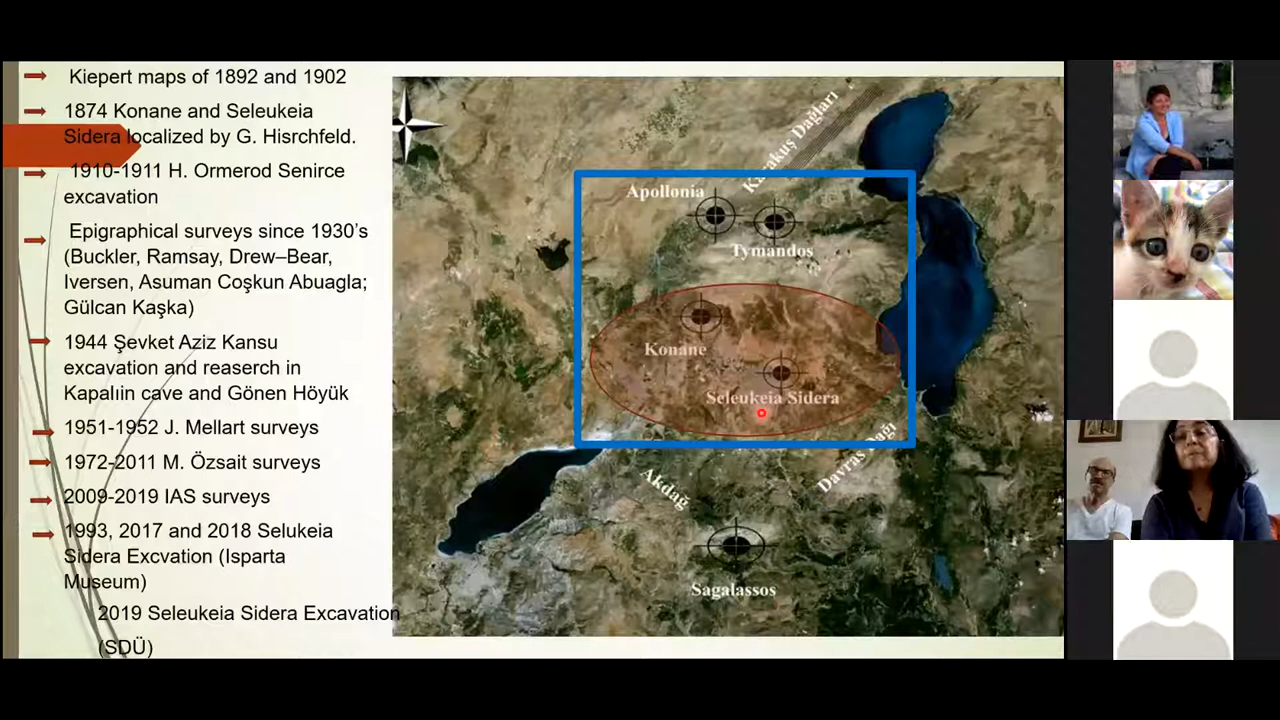 Kiepert maps of 1892 and 1902
1874 Konane and Seleukeia
Sidera localized by G. Hisrchfeld.
1910-1911 H. Ormerod Senirce
excavation
Epigraphical surveys since 1930's
(Buckler, Ramsay, Drew–Bear,
Iversen, Asuman Coşkun Abuagla;
Gülcan Kaşka)
1944 Şevket Aziz Kansu
excavation and reaserch in
Kapalıin cave and Gönen Höyük
1951-1952 J. Mellart surveys
1972-2011 M. Özsait surveys
2009-2019 IAS surveys
1993, 2017 and 2018 Selukeia
Sidera Excvation (Isparta
Museum)
2019 Seleukeia Sidera Excavation
(SDÜ)
Karakuş Dağları
Apollonia
Tymandos
Konane
Seleukeia Sidera
Davras Dağı
Akdağ
Sagalassos